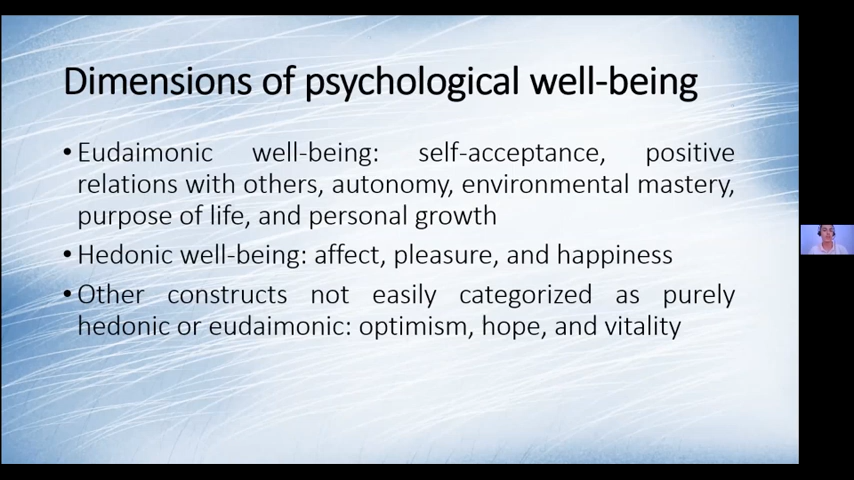 Dimensions of psychological well-being
• Eudaimonic well-being: self-acceptance, positive
relations with others, autonomy, environmental mastery,
purpose of life, and personal growth
• Hedonic well-being: affect, pleasure, and happiness
• Other constructs not easily categorized as purely
hedonic or eudaimonic: optimism, hope, and vitality